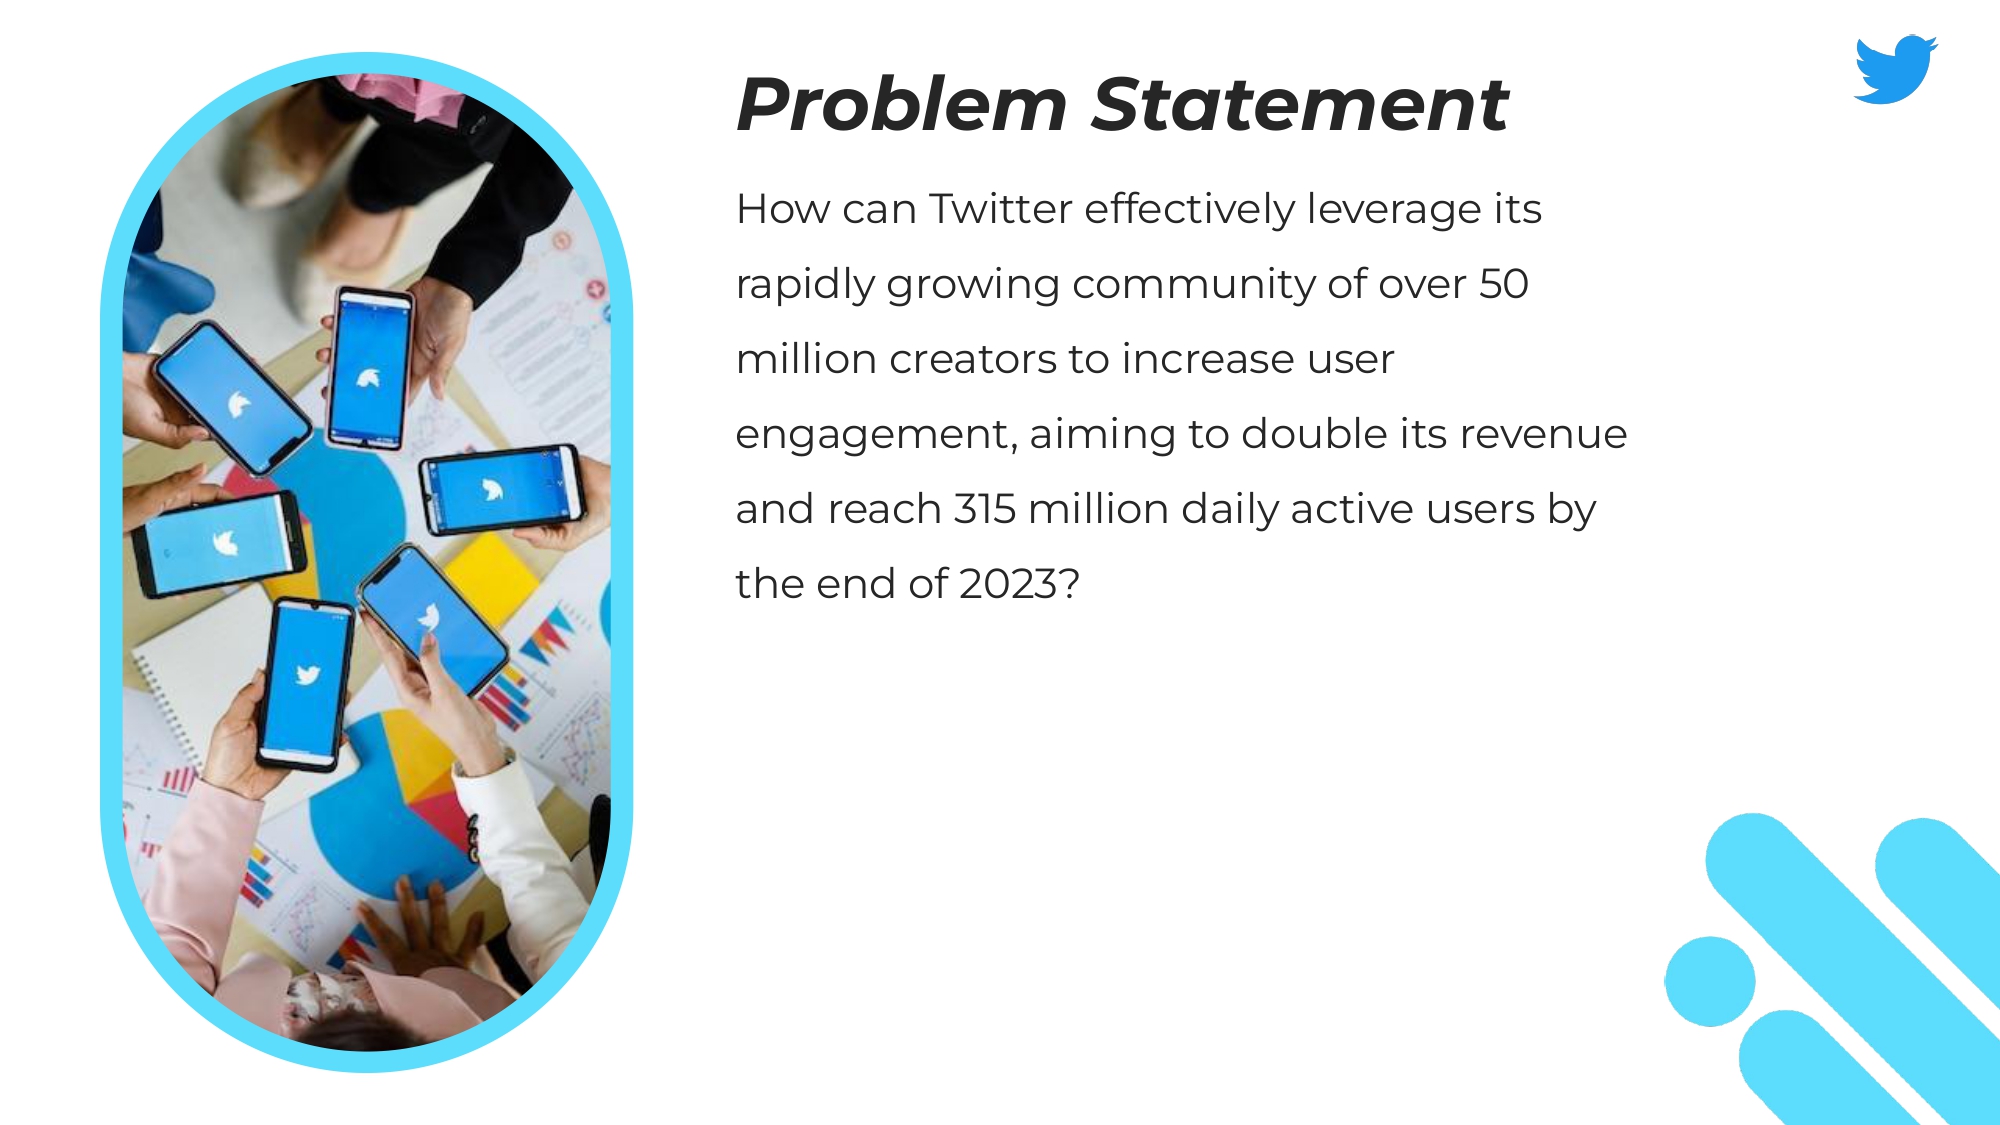 Problem Statement
How can Twitter effectively leverage its
rapidly growing community of over 50
million creators to increase user
engagement, aiming to double its revenue
and reach 315 million daily active users by
the end of 2023?